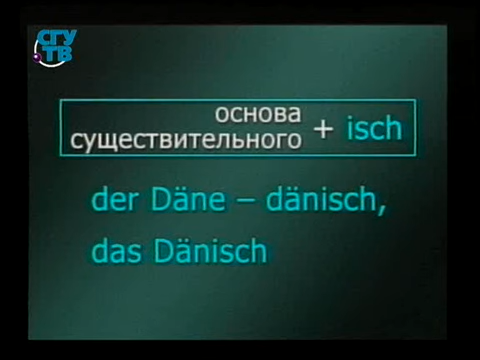 СГУ
ТВ
основа
существительного + isch
der Däne – dänisch,
das Dänisch